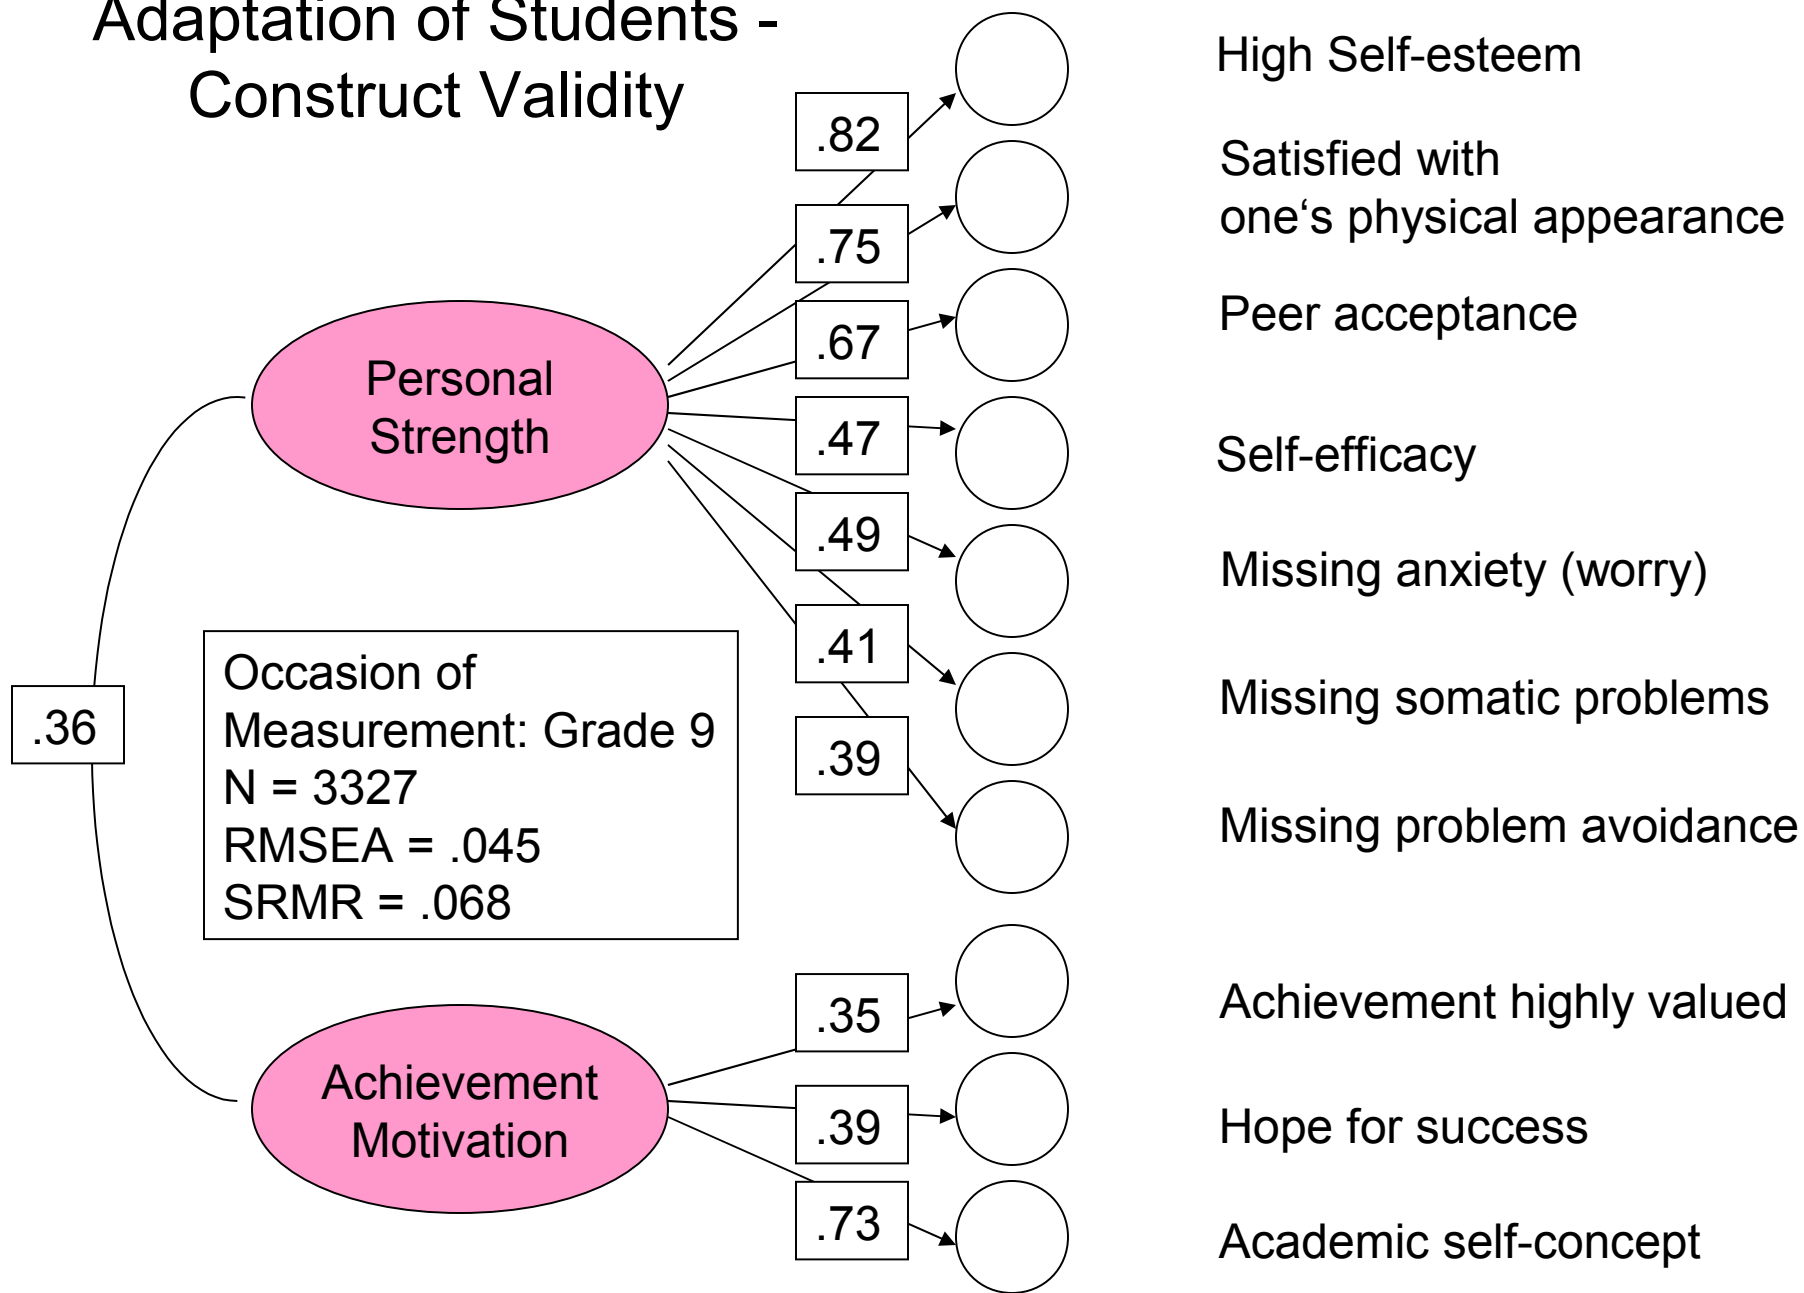 Adaptation of Students -
Construct Validity
High Self-esteem
.82
Satisfied with
one‘s physical appearance
.75
Peer acceptance
.67
Personal
Strength
.47
Self-efficacy
.49
Missing anxiety (worry)
.41
Missing somatic problems
.39
Missing problem avoidance
.36
Occasion of
Measurement: Grade 9
N = 3327
RMSEA = .045
SRMR = .068
.35
Achievement highly valued
Achievement
Motivation
.39
Hope for success
.73
Academic self-concept